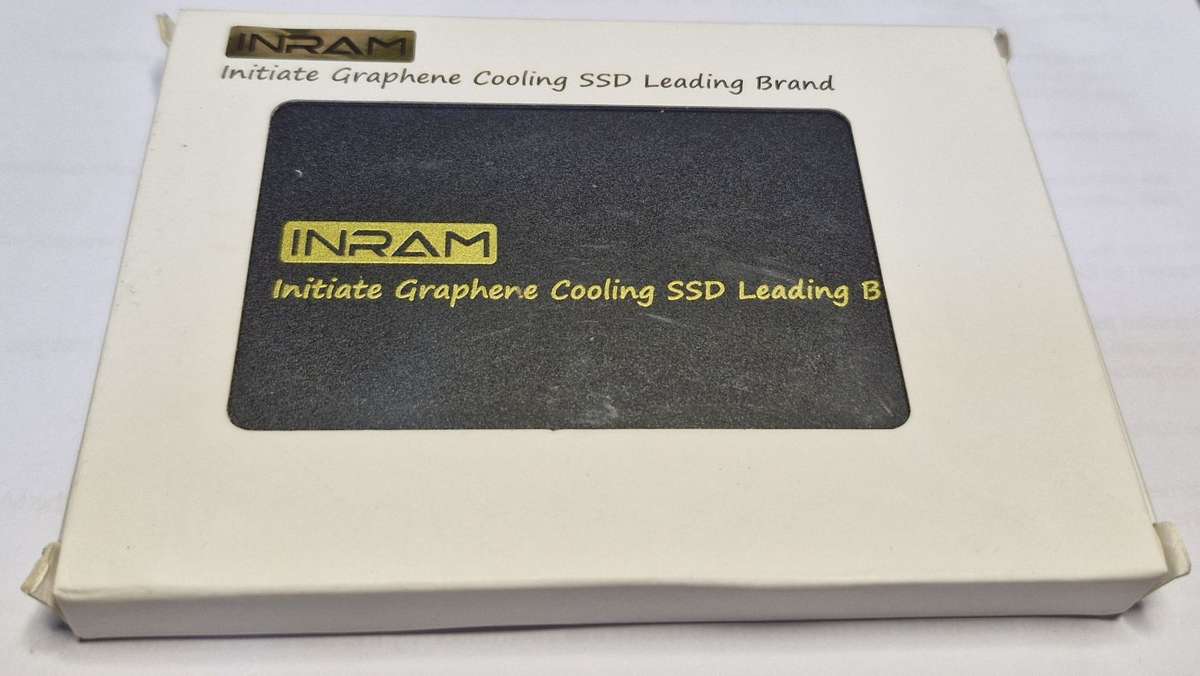 INRAM
Initiate Graphene Cooling SSD Leading Brand
INRAM
Initiate Graphene Cooling SSD Leading B